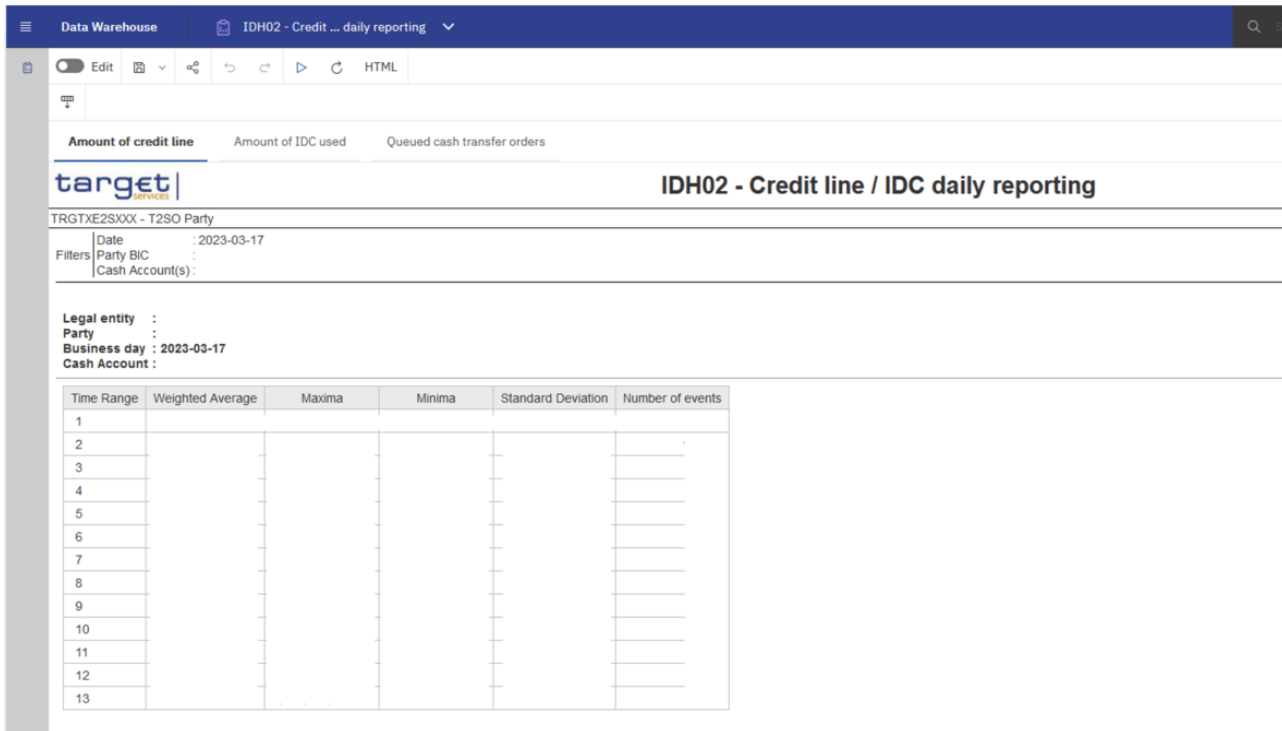 Data Warehouse IDH02 - Credit ... daily reporting
Edit HTML
Amount of credit line Amount of IDC used Queued cash transfer orders
target
services
IDH02 - Credit line / IDC daily reporting
TRGTXE2SXXX - T2SO Party
Date : 2023-03-17
Filters Party BIC :
Cash Account(s) :
Legal entity :
Party :
Business day : 2023-03-17
Cash Account :
Time Range Weighted Average Maxima Minima Standard Deviation Number of events
1
2
3
4
5
6
7
8
9
10
11
12
13